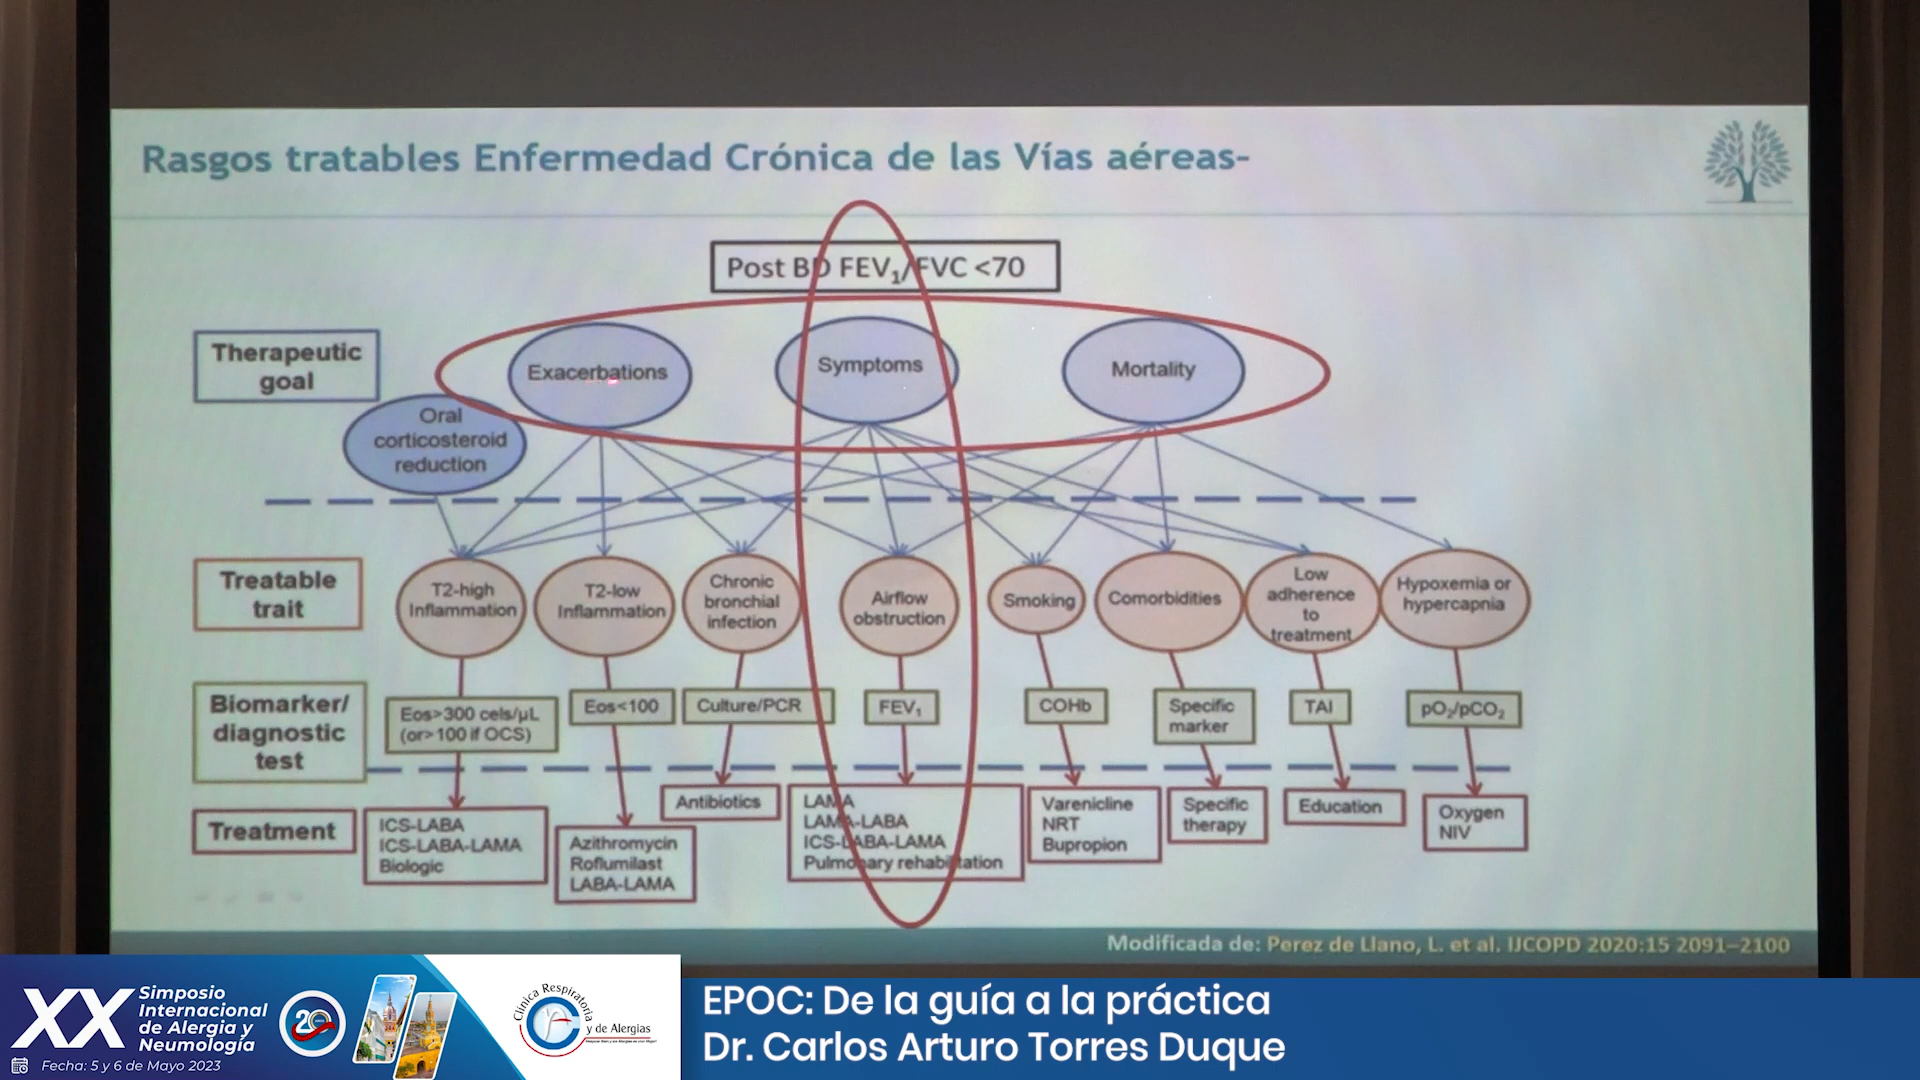 Rasgos tratables Enfermedad Crónica de las Vías aéreas-
Post BD FEV₁/FVC <70
Therapeutic
goal
Exacerbations
Symptoms
Mortality
Oral
corticosteroid
reduction
Treatable
trait
T2-high
Inflammation
T2-low
Inflammation
Chronic
bronchial
infection
Airflow
obstruction
Smoking
Comorbidities
Low
adherence
to
treatment
Hypoxemia or
hypercapnia
Biomarker/
diagnostic
test
Eos>300 cels/µL
(or>100 if OCS)
Eos<100
Culture/PCR
FEV₁
COHb
Specific
marker
TAI
pO₂/pCO₂
Treatment
ICS-LABA
ICS-LABA-LAMA
Biologic
Azithromycin
Roflumilast
LABA-LAMA
Antibiotics
LAMA
LAMA-LABA
ICS-LABA-LAMA
Pulmonary rehabilitation
Varenicline
NRT
Bupropion
Specific
therapy
Education
Oxygen
NIV
Modificada de: Perez de Llano, L. et al. IJCOPD 2020:15 2091–2100
XX
Simposio
Internacional
de Alergia y
Neumología
Fecha: 5 y 6 de Mayo 2023
20
Clínica Respiratoria
y de Alergias
EPOC: De la guía a la práctica
Dr. Carlos Arturo Torres Duque